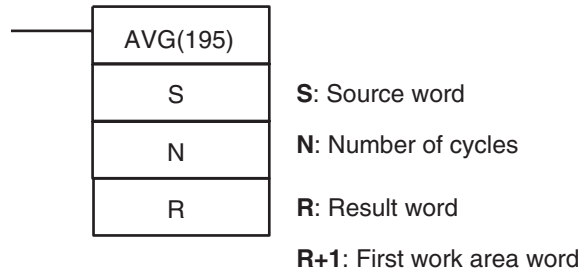 AVG(195)
S
S: Source word
N
N: Number of cycles
R
R: Result word
R+1: First work area word